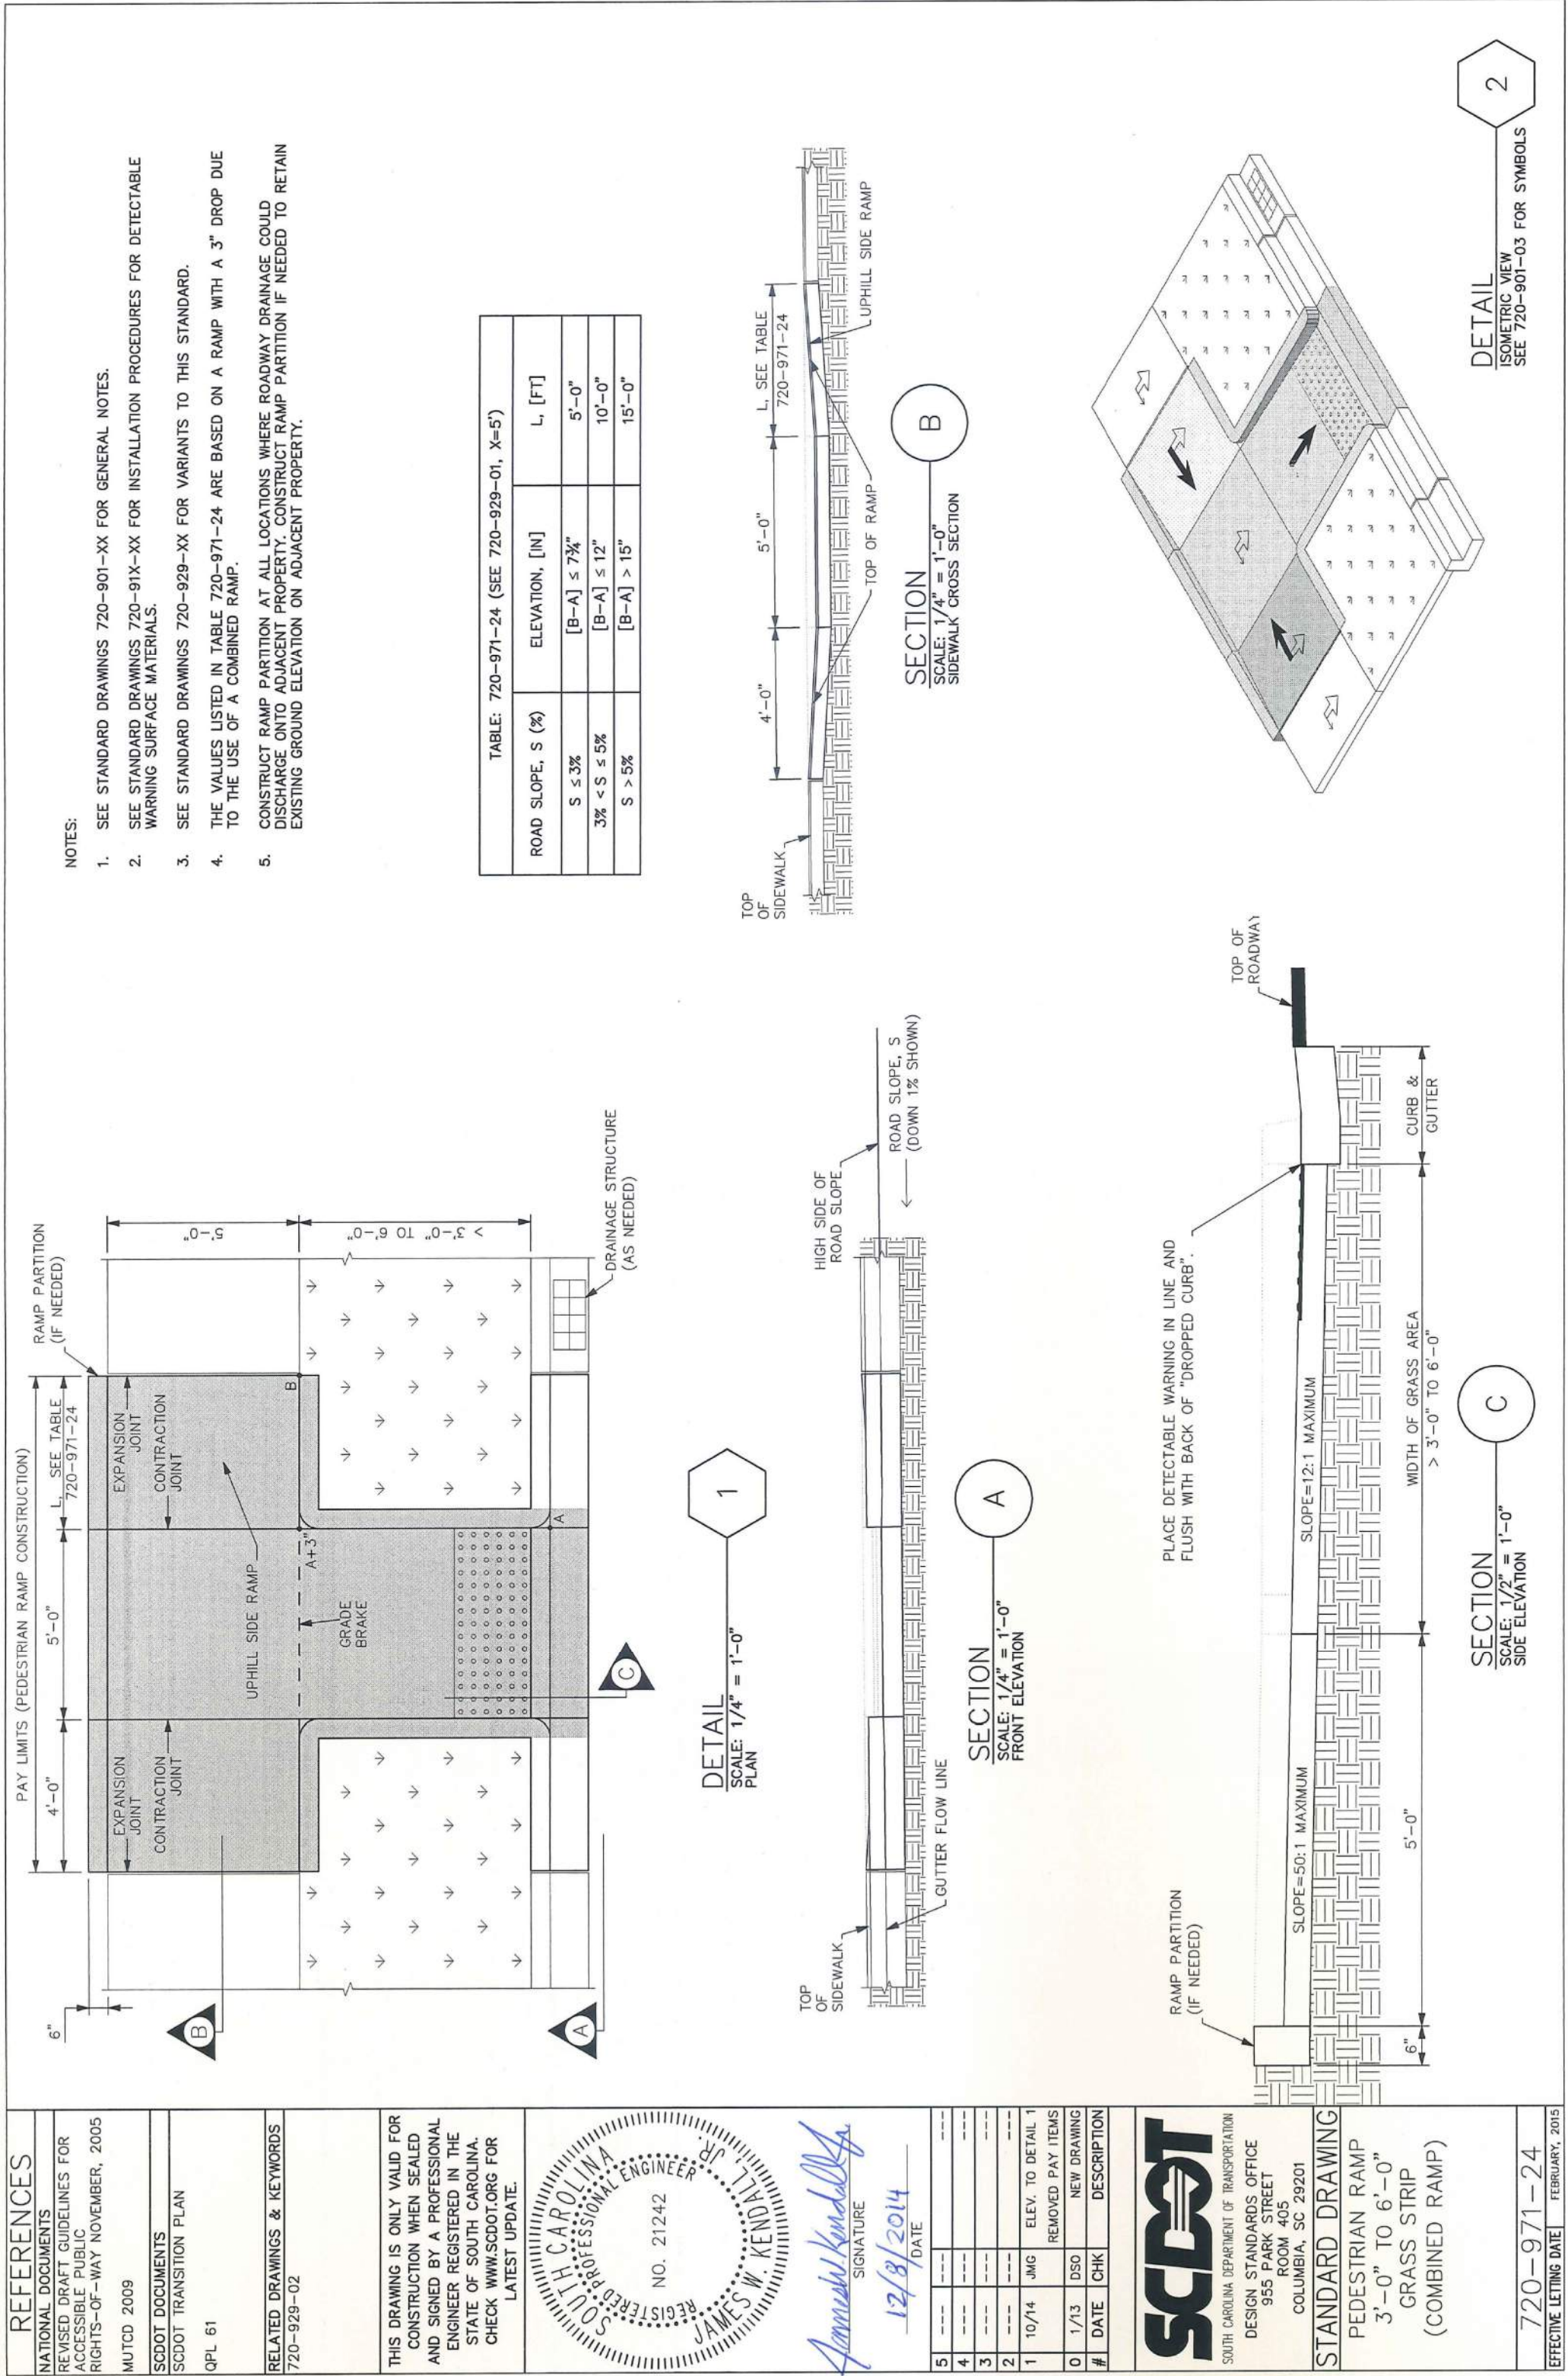 REFERENCES
NATIONAL DOCUMENTS
REVISED DRAFT GUIDELINES FOR
ACCESSIBLE PUBLIC
RIGHTS-OF-WAY NOVEMBER, 2005
MUTCD 2009
SCDOT DOCUMENTS
SCDOT TRANSITION PLAN
QPL 61
RELATED DRAWINGS & KEYWORDS
720-929-02
THIS DRAWING IS ONLY VALID FOR
CONSTRUCTION WHEN SEALED
AND SIGNED BY A PROFESSIONAL
ENGINEER REGISTERED IN THE
STATE OF SOUTH CAROLINA.
CHECK WWW.SCDOT.ORG FOR
LATEST UPDATE.
SOUTH CAROLINA
REGISTERED PROFESSIONAL ENGINEER
NO. 21242
JAMES W. KENDALL, JR.
James W. Kendall Jr.
SIGNATURE
12/8/2014
DATE
5 --- --- ---
4 --- --- ---
3 --- --- ---
2 --- --- ---
1 10/14 JMG ELEV. TO DETAIL 1
REMOVED PAY ITEMS
0 1/13 DSO NEW DRAWING
# DATE CHK DESCRIPTION
SCDOT
SOUTH CAROLINA DEPARTMENT OF TRANSPORTATION
DESIGN STANDARDS OFFICE
955 PARK STREET
ROOM 405
COLUMBIA, SC 29201
STANDARD DRAWING
PEDESTRIAN RAMP
3'-0" TO 6'-0"
GRASS STRIP
(COMBINED RAMP)
720-971-24
EFFECTIVE LETTING DATE FEBRUARY, 2015
PAY LIMITS (PEDESTRIAN RAMP CONSTRUCTION)
4'-0"
5'-0"
L, SEE TABLE
720-971-24
RAMP PARTITION
(IF NEEDED)
6"
EXPANSION
JOINT
CONTRACTION
JOINT
EXPANSION
JOINT
CONTRACTION
JOINT
UPHILL SIDE RAMP
5'-0"
B
A+3"
GRADE
BRAKE
> 3'-0" TO 6'-0"
A
B
A
C
DRAINAGE STRUCTURE
(AS NEEDED)
DETAIL
SCALE: 1/4" = 1'-0"
PLAN
1
TOP
OF
SIDEWALK
GUTTER FLOW LINE
HIGH SIDE OF
ROAD SLOPE
ROAD SLOPE, S
(DOWN 1% SHOWN)
SECTION
SCALE: 1/4" = 1'-0"
FRONT ELEVATION
A
RAMP PARTITION
(IF NEEDED)
PLACE DETECTABLE WARNING IN LINE AND
FLUSH WITH BACK OF "DROPPED CURB".
TOP OF
ROADWAY
SLOPE=50:1 MAXIMUM
SLOPE=12:1 MAXIMUM
6"
5'-0"
WIDTH OF GRASS AREA
> 3'-0" TO 6'-0"
CURB &
GUTTER
SECTION
SCALE: 1/2" = 1'-0"
SIDE ELEVATION
C
NOTES:
1. SEE STANDARD DRAWINGS 720-901-XX FOR GENERAL NOTES.
2. SEE STANDARD DRAWINGS 720-91X-XX FOR INSTALLATION PROCEDURES FOR DETECTABLE
WARNING SURFACE MATERIALS.
3. SEE STANDARD DRAWINGS 720-929-XX FOR VARIANTS TO THIS STANDARD.
4. THE VALUES LISTED IN TABLE 720-971-24 ARE BASED ON A RAMP WITH A 3" DROP DUE
TO THE USE OF A COMBINED RAMP.
5. CONSTRUCT RAMP PARTITION AT ALL LOCATIONS WHERE ROADWAY DRAINAGE COULD
DISCHARGE ONTO ADJACENT PROPERTY. CONSTRUCT RAMP PARTITION IF NEEDED TO RETAIN
EXISTING GROUND ELEVATION ON ADJACENT PROPERTY.
TABLE: 720-971-24 (SEE 720-929-01, X=5')
ROAD SLOPE, S (%) ELEVATION, [IN] L, [FT]
S ≤ 3% [B-A] ≤ 7¾" 5'-0"
3% < S ≤ 5% [B-A] ≤ 12" 10'-0"
S > 5% [B-A] > 15" 15'-0"
TOP
OF
SIDEWALK
4'-0"
5'-0"
L, SEE TABLE
720-971-24
TOP OF RAMP
UPHILL SIDE RAMP
SECTION
SCALE: 1/4" = 1'-0"
SIDEWALK CROSS SECTION
B
DETAIL
ISOMETRIC VIEW
SEE 720-901-03 FOR SYMBOLS
2